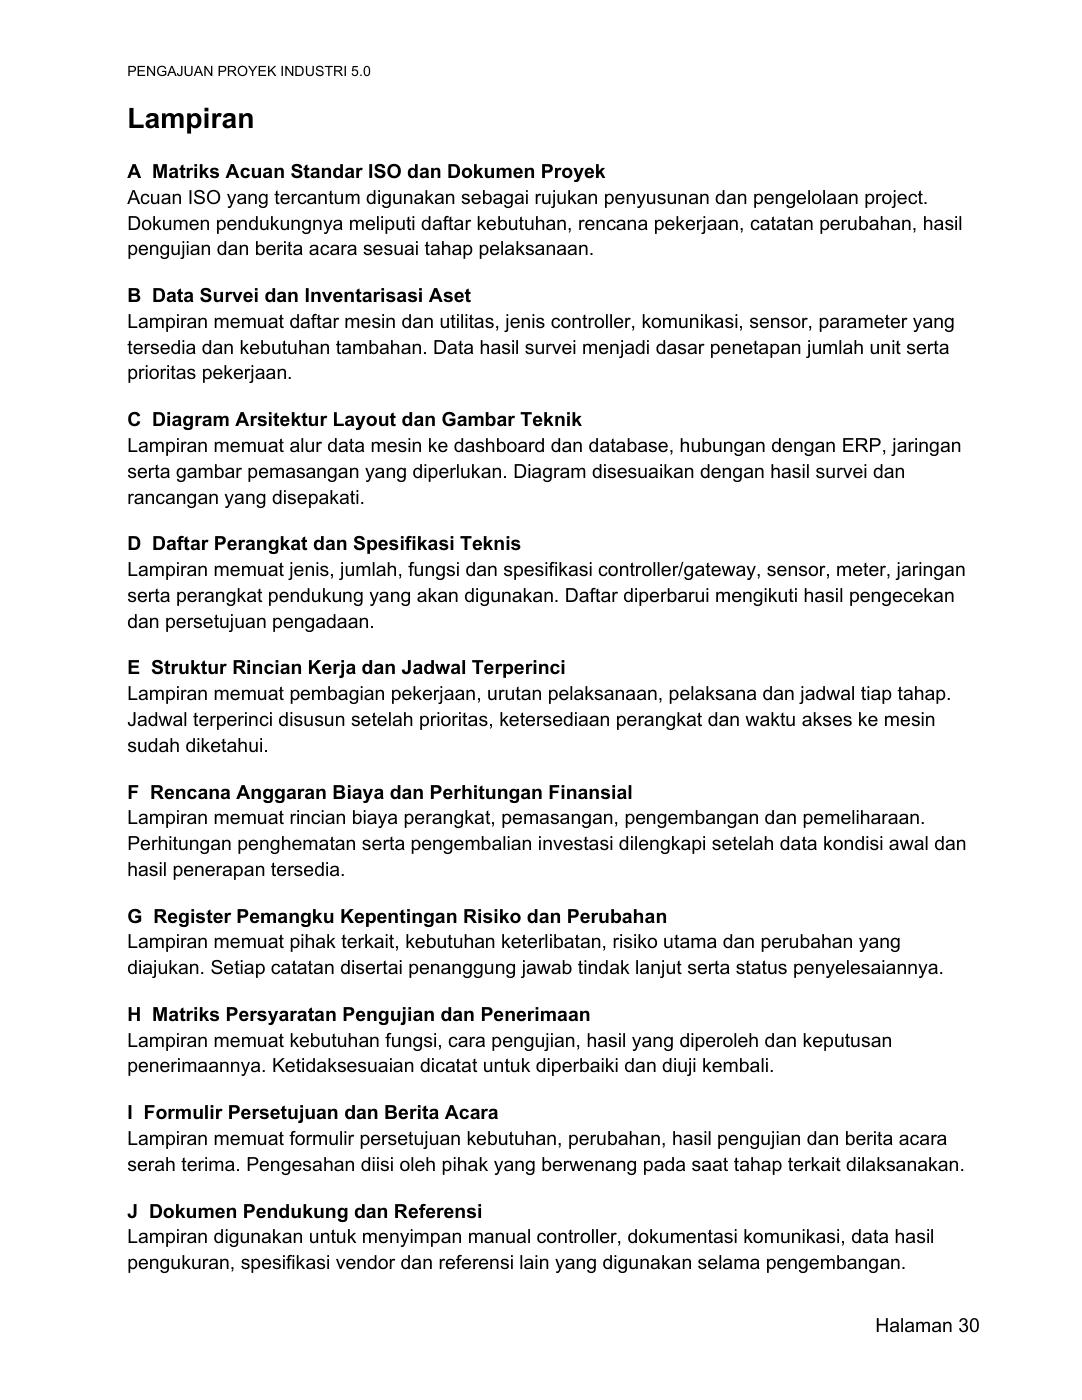 PENGAJUAN PROYEK INDUSTRI 5.0
Lampiran
A Matriks Acuan Standar ISO dan Dokumen Proyek
Acuan ISO yang tercantum digunakan sebagai rujukan penyusunan dan pengelolaan project.
Dokumen pendukungnya meliputi daftar kebutuhan, rencana pekerjaan, catatan perubahan, hasil
pengujian dan berita acara sesuai tahap pelaksanaan.
B Data Survei dan Inventarisasi Aset
Lampiran memuat daftar mesin dan utilitas, jenis controller, komunikasi, sensor, parameter yang
tersedia dan kebutuhan tambahan. Data hasil survei menjadi dasar penetapan jumlah unit serta
prioritas pekerjaan.
C Diagram Arsitektur Layout dan Gambar Teknik
Lampiran memuat alur data mesin ke dashboard dan database, hubungan dengan ERP, jaringan
serta gambar pemasangan yang diperlukan. Diagram disesuaikan dengan hasil survei dan
rancangan yang disepakati.
D Daftar Perangkat dan Spesifikasi Teknis
Lampiran memuat jenis, jumlah, fungsi dan spesifikasi controller/gateway, sensor, meter, jaringan
serta perangkat pendukung yang akan digunakan. Daftar diperbarui mengikuti hasil pengecekan
dan persetujuan pengadaan.
E Struktur Rincian Kerja dan Jadwal Terperinci
Lampiran memuat pembagian pekerjaan, urutan pelaksanaan, pelaksana dan jadwal tiap tahap.
Jadwal terperinci disusun setelah prioritas, ketersediaan perangkat dan waktu akses ke mesin
sudah diketahui.
F Rencana Anggaran Biaya dan Perhitungan Finansial
Lampiran memuat rincian biaya perangkat, pemasangan, pengembangan dan pemeliharaan.
Perhitungan penghematan serta pengembalian investasi dilengkapi setelah data kondisi awal dan
hasil penerapan tersedia.
G Register Pemangku Kepentingan Risiko dan Perubahan
Lampiran memuat pihak terkait, kebutuhan keterlibatan, risiko utama dan perubahan yang
diajukan. Setiap catatan disertai penanggung jawab tindak lanjut serta status penyelesaiannya.
H Matriks Persyaratan Pengujian dan Penerimaan
Lampiran memuat kebutuhan fungsi, cara pengujian, hasil yang diperoleh dan keputusan
penerimaannya. Ketidaksesuaian dicatat untuk diperbaiki dan diuji kembali.
I Formulir Persetujuan dan Berita Acara
Lampiran memuat formulir persetujuan kebutuhan, perubahan, hasil pengujian dan berita acara
serah terima. Pengesahan diisi oleh pihak yang berwenang pada saat tahap terkait dilaksanakan.
J Dokumen Pendukung dan Referensi
Lampiran digunakan untuk menyimpan manual controller, dokumentasi komunikasi, data hasil
pengukuran, spesifikasi vendor dan referensi lain yang digunakan selama pengembangan.
Halaman 30